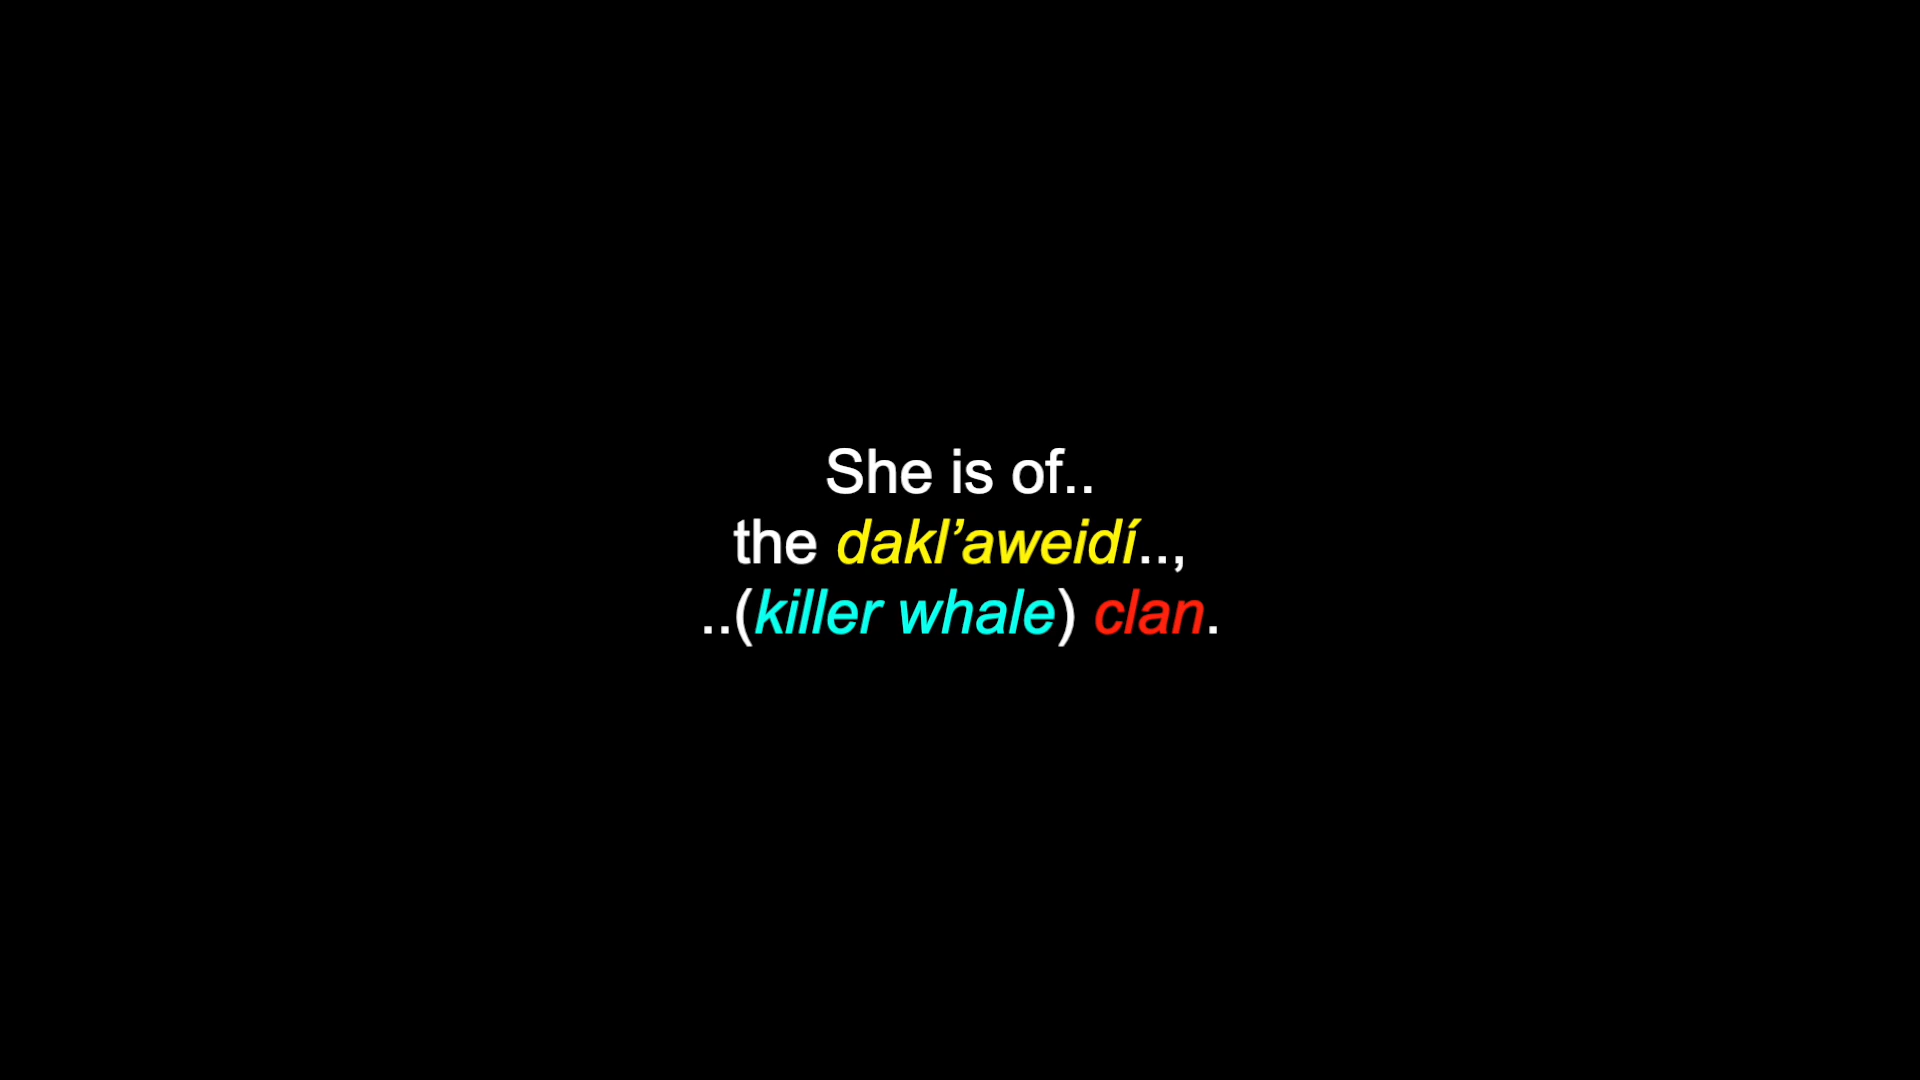 She is of..
the dakl’aweidí..,
..(killer whale) clan.